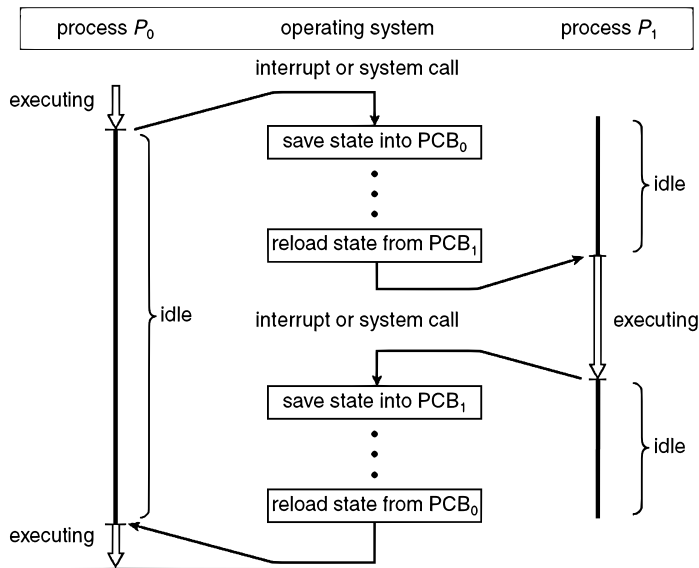 process P0 operating system process P1
interrupt or system call
executing
save state into PCB0
idle
reload state from PCB1
idle
interrupt or system call
executing
save state into PCB1
idle
reload state from PCB0
executing